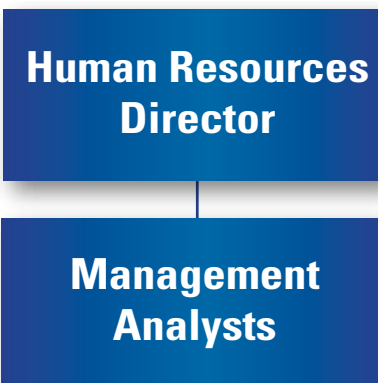 Human Resources
Director
Management
Analysts